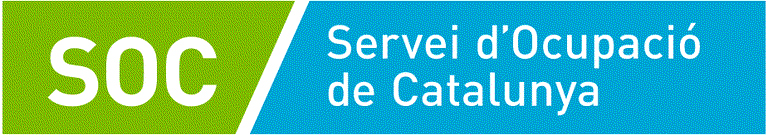 SOC
Servei d'Ocupació
de Catalunya